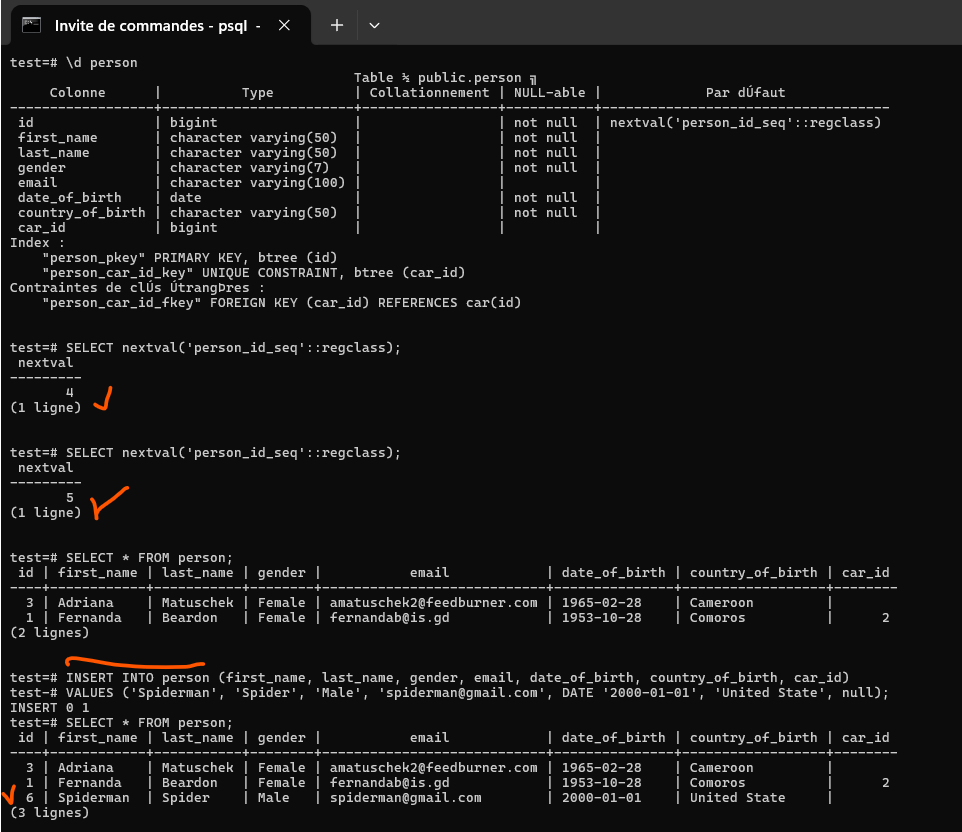 Invite de commandes - psql  -
test=# \d person
                                           Table ¾ public.person ╗
     Colonne      |          Type          | Collationnement | NULL-able |             Par dÚfaut
------------------+------------------------+-----------------+-----------+------------------------------------
 id               | bigint                 |                 | not null  | nextval('person_id_seq'::regclass)
 first_name       | character varying(50)  |                 | not null  |
 last_name        | character varying(50)  |                 | not null  |
 gender           | character varying(7)   |                 | not null  |
 email            | character varying(100) |                 |           |
 date_of_birth    | date                   |                 | not null  |
 country_of_birth | character varying(50)  |                 | not null  |
 car_id           | bigint                 |                 |           |
Index :
    "person_pkey" PRIMARY KEY, btree (id)
    "person_car_id_key" UNIQUE CONSTRAINT, btree (car_id)
Contraintes de clÚs ÚtrangÞres :
    "person_car_id_fkey" FOREIGN KEY (car_id) REFERENCES car(id)
test=# SELECT nextval('person_id_seq'::regclass);
 nextval
---------
       4
(1 ligne)
test=# SELECT nextval('person_id_seq'::regclass);
 nextval
---------
       5
(1 ligne)
test=# SELECT * FROM person;
 id | first_name | last_name | gender |           email            | date_of_birth | country_of_birth | car_id
----+------------+-----------+--------+----------------------------+---------------+------------------+--------
  3 | Adriana    | Matuschek | Female | amatuschek2@feedburner.com | 1965-02-28    | Cameroon         |
  1 | Fernanda   | Beardon   | Female | fernandab@is.gd            | 1953-10-28    | Comoros          |      2
(2 lignes)
test=# INSERT INTO person (first_name, last_name, gender, email, date_of_birth, country_of_birth, car_id)
test-# VALUES ('Spiderman', 'Spider', 'Male', 'spiderman@gmail.com', DATE '2000-01-01', 'United State', null);
INSERT 0 1
test=# SELECT * FROM person;
 id | first_name | last_name | gender |           email            | date_of_birth | country_of_birth | car_id
----+------------+-----------+--------+----------------------------+---------------+------------------+--------
  3 | Adriana    | Matuschek | Female | amatuschek2@feedburner.com | 1965-02-28    | Cameroon         |
  1 | Fernanda   | Beardon   | Female | fernandab@is.gd            | 1953-10-28    | Comoros          |      2
  6 | Spiderman  | Spider    | Male   | spiderman@gmail.com        | 2000-01-01    | United State     |
(3 lignes)